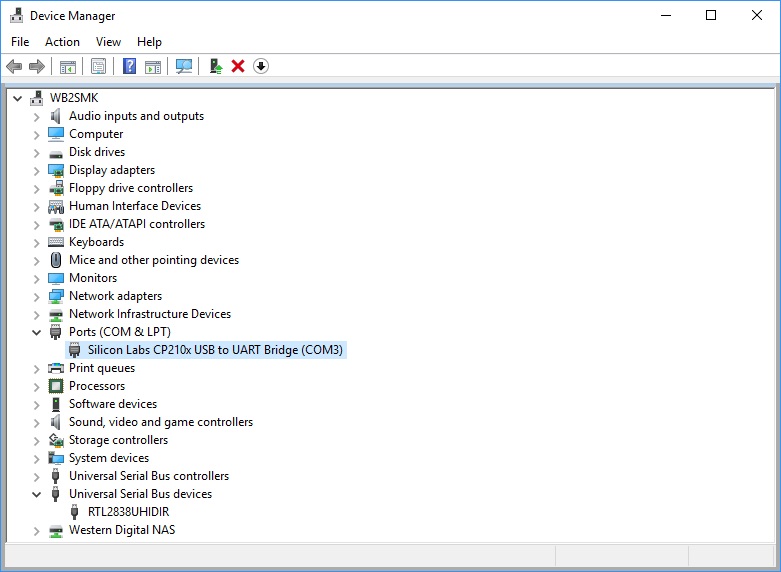 Device Manager
File Action View Help
WB2SMK
Audio inputs and outputs
Computer
Disk drives
Display adapters
Floppy drive controllers
Human Interface Devices
IDE ATA/ATAPI controllers
Keyboards
Mice and other pointing devices
Monitors
Network adapters
Network Infrastructure Devices
Ports (COM & LPT)
Silicon Labs CP210x USB to UART Bridge (COM3)
Print queues
Processors
Software devices
Sound, video and game controllers
Storage controllers
System devices
Universal Serial Bus controllers
Universal Serial Bus devices
RTL2838UHIDIR
Western Digital NAS